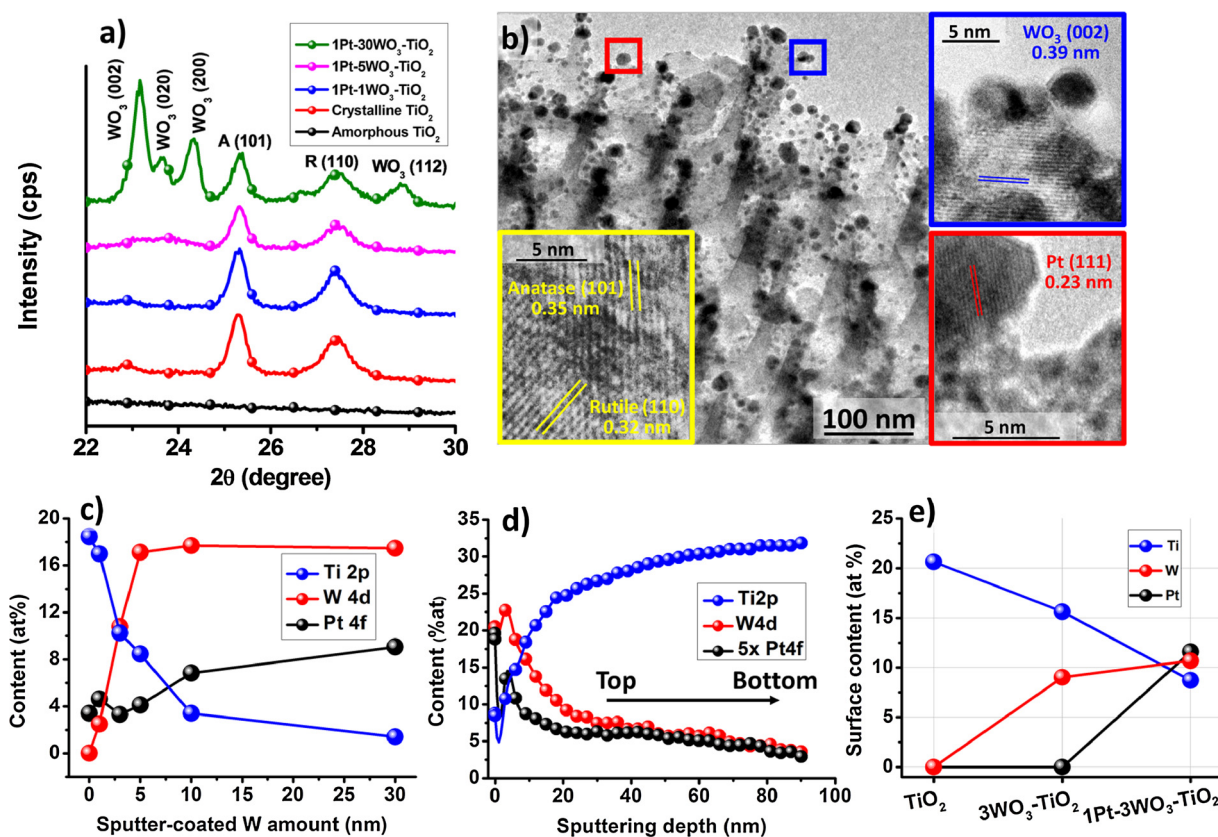 a)
1Pt-30WO₃-TiO₂
1Pt-5WO₃-TiO₂
1Pt-1WO₃-TiO₂
Crystalline TiO₂
Amorphous TiO₂
WO₃ (002)
WO₃ (020)
WO₃ (200)
A (101)
R (110)
WO₃ (112)
Intensity (cps)
22 23 24 25 26 27 28 29 30
2θ (degree)
b)
5 nm
WO₃ (002)
0.39 nm
5 nm
Anatase (101)
0.35 nm
Rutile (110)
0.32 nm
100 nm
Pt (111)
0.23 nm
5 nm
c)
Content (at%)
20
16
12
8
4
0
Ti 2p
W 4d
Pt 4f
0 5 10 15 20 25 30
Sputter-coated W amount (nm)
d)
Content (%at)
35
30
25
20
15
10
5
0
Ti2p
W4d
5x Pt4f
Top Bottom
0 20 40 60 80 100
Sputtering depth (nm)
e)
Surface content (at %)
25
20
15
10
5
0
Ti
W
Pt
TiO₂ 3WO₃-TiO₂ 1Pt-3WO₃-TiO₂